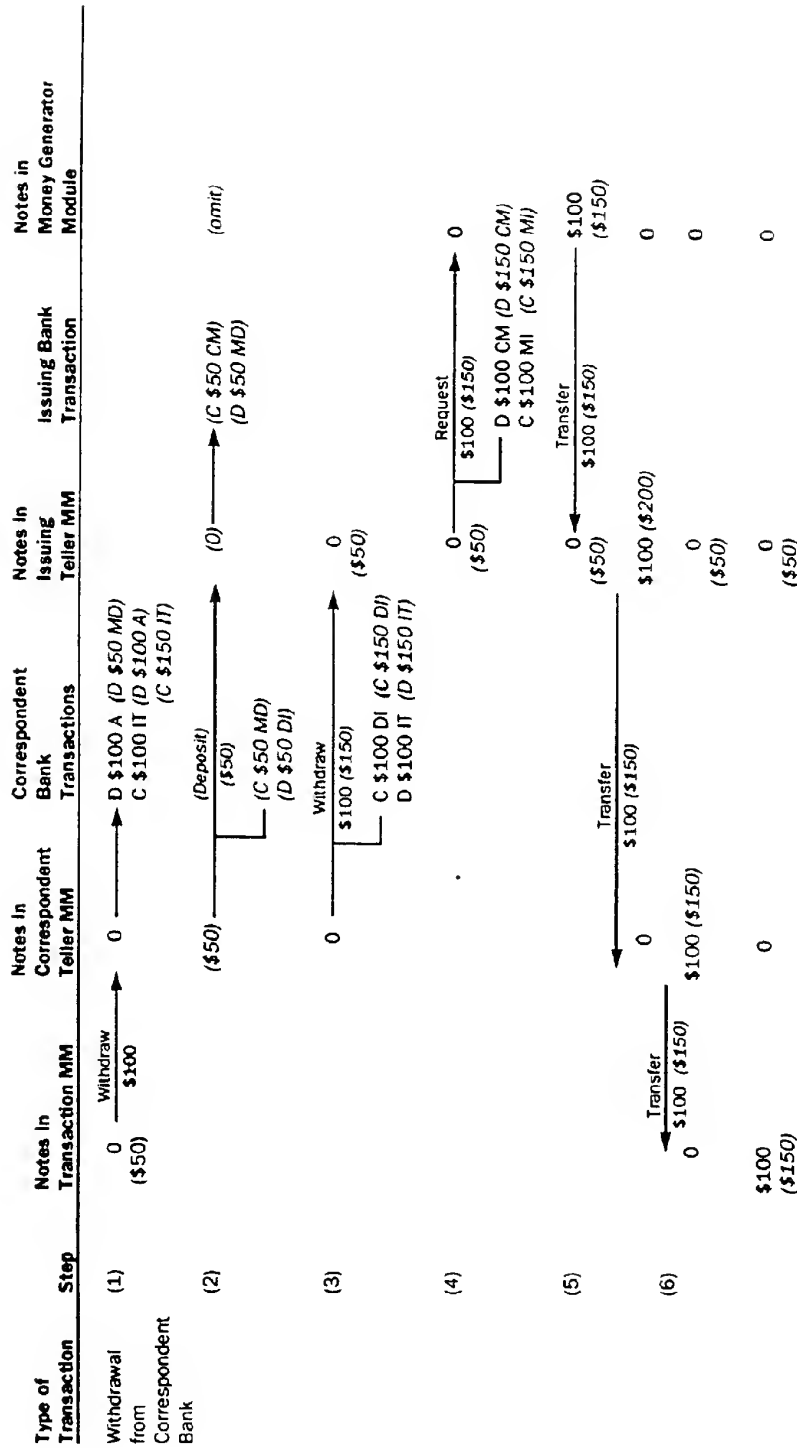 Type of Transaction
Step
Notes In Transaction MM
Notes In Correspondent Teller MM
Correspondent Bank Transactions
Notes In Issuing Teller MM
Issuing Bank Transaction
Notes in Money Generator Module
Withdrawal from Correspondent Bank
(1)
0
($50)
Withdraw
$100
0
D $100 A (D $50 MD)
C $100 IT (D $100 A)
(C $150 IT)
(2)
($50)
(Deposit)
($50)
(C $50 MD)
(D $50 DI)
(0)
(C $50 CM)
(D $50 MD)
(omit)
(3)
0
Withdraw
$100 ($150)
C $100 DI (C $150 DI)
D $100 IT (D $150 IT)
0
($50)
(4)
0
($50)
Request
$100 ($150)
D $100 CM (D $150 CM)
C $100 MI (C $150 MI)
0
(5)
0
($50)
Transfer
$100 ($150)
$100
($150)
Transfer
$100 ($150)
0
$100 ($200)
0
(6)
Transfer
$100 ($150)
0
$100 ($150)
0
($50)
0
$100
($150)
0
0
($50)
0